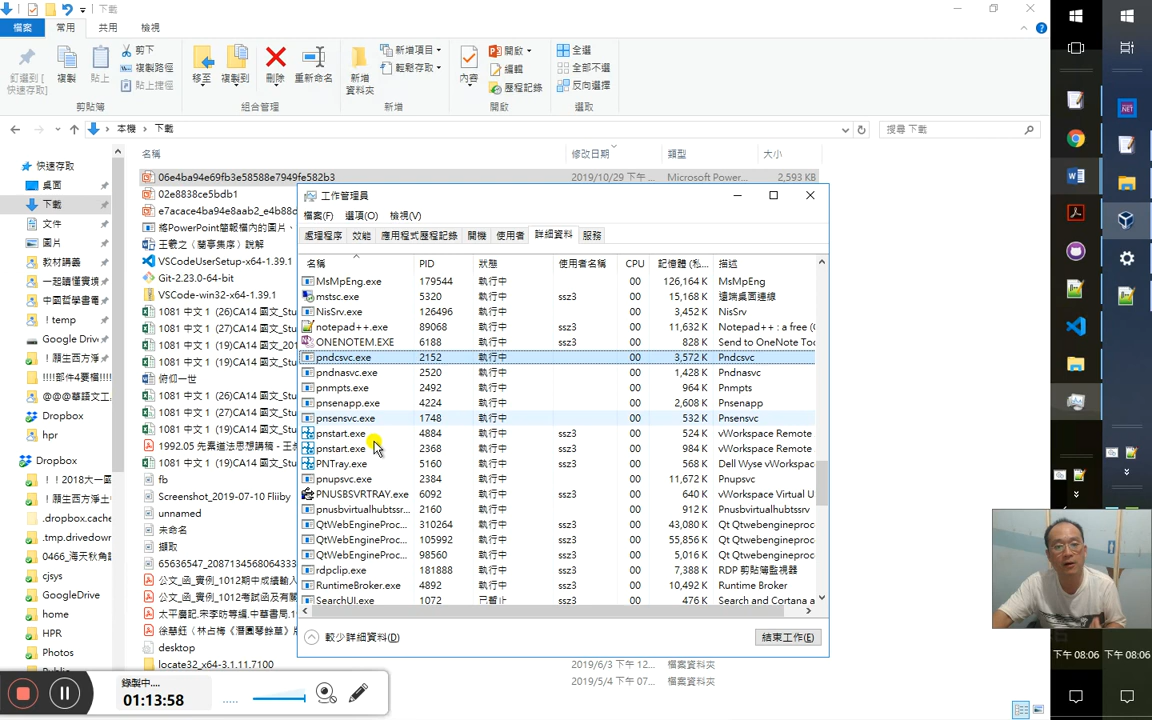 下載
檔案 常用 共用 檢視
釘選到 [
快速存取]
複製
貼上
剪下
複製路徑
貼上捷徑
剪貼簿
移至
複製到
刪除
重新命名
組合管理
新增
資料夾
新增項目
輕鬆存取
新增
內容
開啟
編輯
歷程記錄
開啟
全選
全部不選
反向選擇
選取
本機 › 下載
搜尋 下載
快速存取
桌面
下載
文件
圖片
教材講義
一起讀懂實境
中國哲學書電
! temp
Google Driv
!願生西方淨
!!!!部件4要檔!!!!
@@@華語文工
Dropbox
hpr
Dropbox
!!2018大一國
!願生西方淨土
.dropbox.cache
.tmp.drivedown
0466_海天秋角
cjsys
GoogleDrive
home
HPR
Photos
名稱 修改日期 類型 大小
06e4ba94e69fb3e58588e7949fe582b3 2019/10/29 下午 ... Microsoft Power... 2,593 KB
02e8838ce5bdb1
e7acace4ba94e8aab2_e4b88d
將PowerPoint簡報檔內的圖片、
王羲之 (蘭亭集序) 說解
VSCodeUserSetup-x64-1.39.1
Git-2.23.0-64-bit
VSCode-win32-x64-1.39.1
1081 中文 1 (26)CA14 國文_Stu
1081 中文 1 (19)CA14 國文_Stu
1081 中文 1 (19)CA14 國文_201
1081 中文 1 (19)CA14 國文_Stu
俯仰一世
1081 中文 1 (19)CA14 國文_Stu
1081 中文 1 (19)CA14 國文_Stu
1081 中文 1 (19)CA14 國文_Stu
1992.05 先秦道法思想講稿 - 王
1081 中文 1 (19)CA14 國文_Stu
fb
Screenshot_2019-07-10 Fliiby
unnamed
未命名
擷取
65636547_2087134568064333
公文_函_實例_1012期中成績輸入
公文_函_實例_1012考試函及有關
太平廣記.宋李昉等編.中華書局.
徐慧鈺《林占梅《潛園琴餘草》
desktop
locate32_x64-3.1.11.7100
2019/6/3 下午 12... 檔案資料夾
2019/5/4 下午 07... 檔案資料夾
工作管理員
檔案(F) 選項(O) 檢視(V)
處理程序 效能 應用程式歷程記錄 開機 使用者 詳細資料 服務
名稱 PID 狀態 使用者名稱 CPU 記憶體 (私... 描述
MsMpEng.exe 179544 執行中 00 126,164 K MsMpEng
mstsc.exe 5320 執行中 ssz3 00 15,168 K 遠端桌面連線
NisSrv.exe 126496 執行中 00 3,452 K NisSrv
notepad++.exe 89068 執行中 ssz3 00 11,632 K Notepad++ : a free (G
ONENOTEM.EXE 6188 執行中 ssz3 00 828 K Send to OneNote Too
pndcsvc.exe 2152 執行中 00 3,572 K Pndcsvc
pndnasvc.exe 2520 執行中 00 1,428 K Pndnasvc
pnmpts.exe 2492 執行中 00 964 K Pnmpts
pnsenapp.exe 4224 執行中 00 2,608 K Pnsenapp
pnsensvc.exe 1748 執行中 00 532 K Pnsensvc
pnstart.exe 4884 執行中 ssz3 00 524 K vWorkspace Remote
pnstart.exe 2368 執行中 ssz3 00 984 K vWorkspace Remote
PNTray.exe 5160 執行中 ssz3 00 568 K Dell Wyse vWorkspac
pnupsvc.exe 2384 執行中 00 11,672 K Pnupsvc
PNUSBSVRTRAY.exe 6092 執行中 ssz3 00 640 K vWorkspace Virtual U
pnusbvirtualhubtssr... 2160 執行中 00 912 K Pnusbvirtualhubtssrv
QtWebEngineProc... 310264 執行中 ssz3 00 43,080 K Qt Qtwebengineproc
QtWebEngineProc... 105992 執行中 ssz3 00 55,856 K Qt Qtwebengineproc
QtWebEngineProc... 98560 執行中 ssz3 00 5,016 K Qt Qtwebengineproc
rdpclip.exe 181888 執行中 ssz3 00 7,388 K RDP 剪貼簿監視器
RuntimeBroker.exe 4892 執行中 ssz3 00 10,492 K Runtime Broker
SearchUI.exe 1072 已暫止 ssz3 00 476 K Search and Cortana a
較少詳細資料(D)
結束工作(E)
錄製中....
01:13:58
下午 08:06 下午 08:06